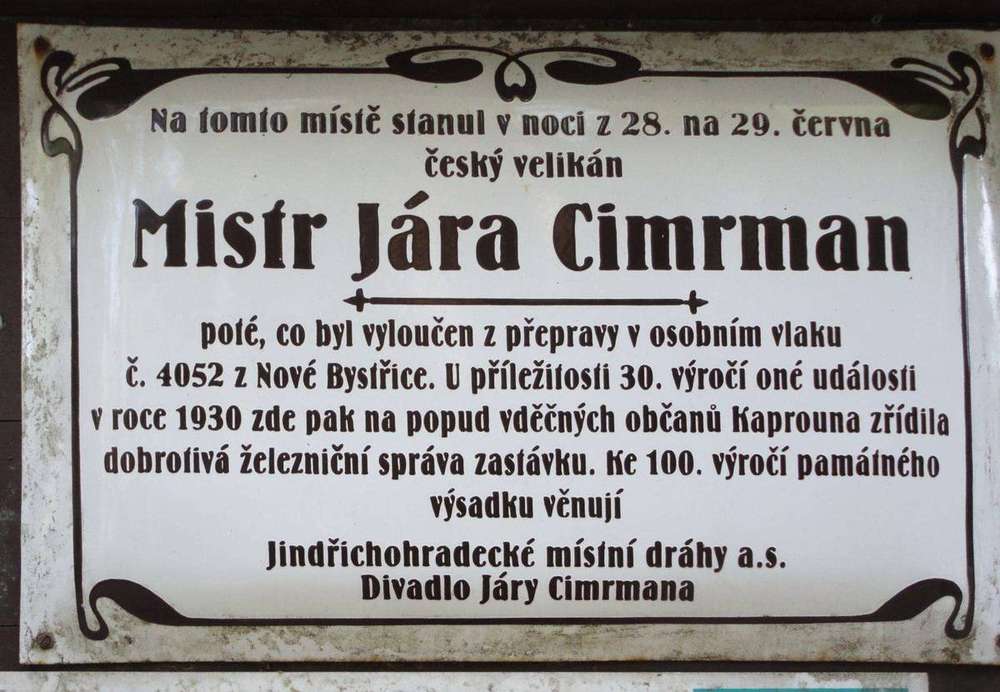 Na tomto místě stanul v noci z 28. na 29. června
český velikán
Mistr Jára Cimrman
poté, co byl vyloučen z přepravy v osobním vlaku
č. 4052 z Nové Bystřice. U příležitosti 30. výročí oné události
v roce 1930 zde pak na popud vděčných občanů Kaprouna zřídila
dobrotivá železniční správa zastávku. Ke 100. výročí památného
výsadku věnují
Jindřichohradecké místní dráhy a.s.
Divadlo Járy Cimrmana